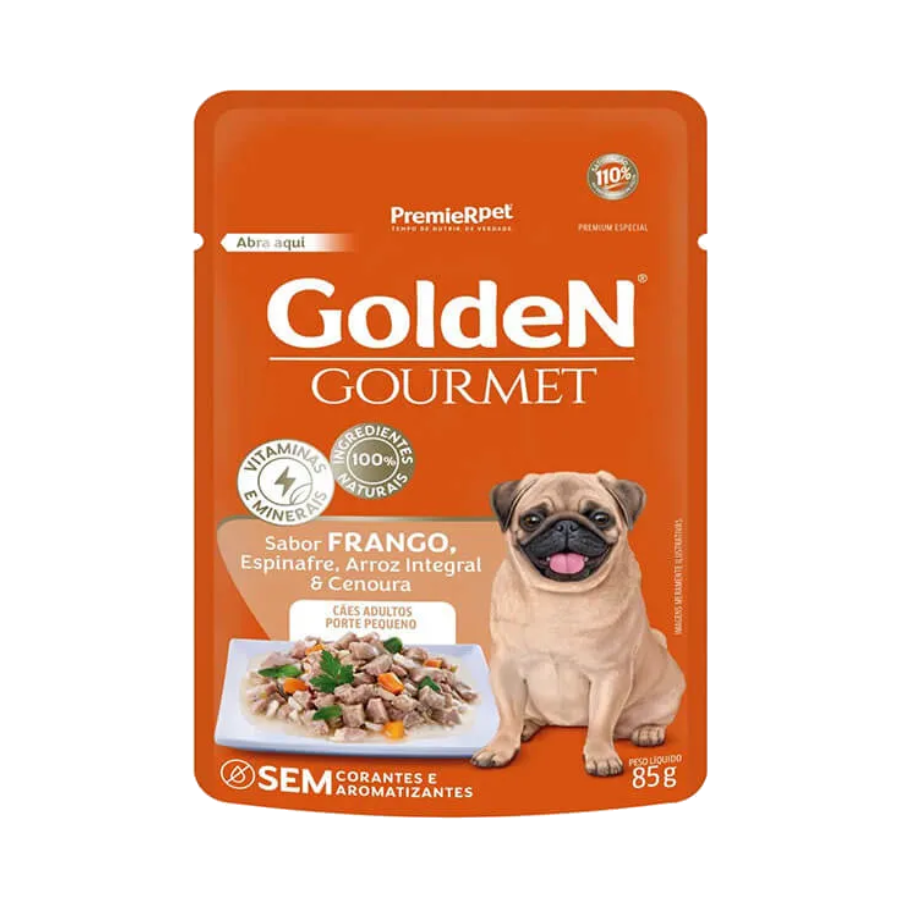 SATISFAÇÃO
110%
PremieRpet®
TEMPO DE NUTRIR. DE VERDADE.
PREMIUM ESPECIAL
Abra aqui
GoldeN®
GOURMET
VITAMINAS
E MINERAIS
INGREDIENTES
100%
NATURAIS
Sabor FRANGO,
Espinafre, Arroz Integral
& Cenoura
CÃES ADULTOS
PORTE PEQUENO
IMAGENS MERAMENTE ILUSTRATIVAS.
SEM CORANTES E
AROMATIZANTES
PESO LÍQUIDO
85g